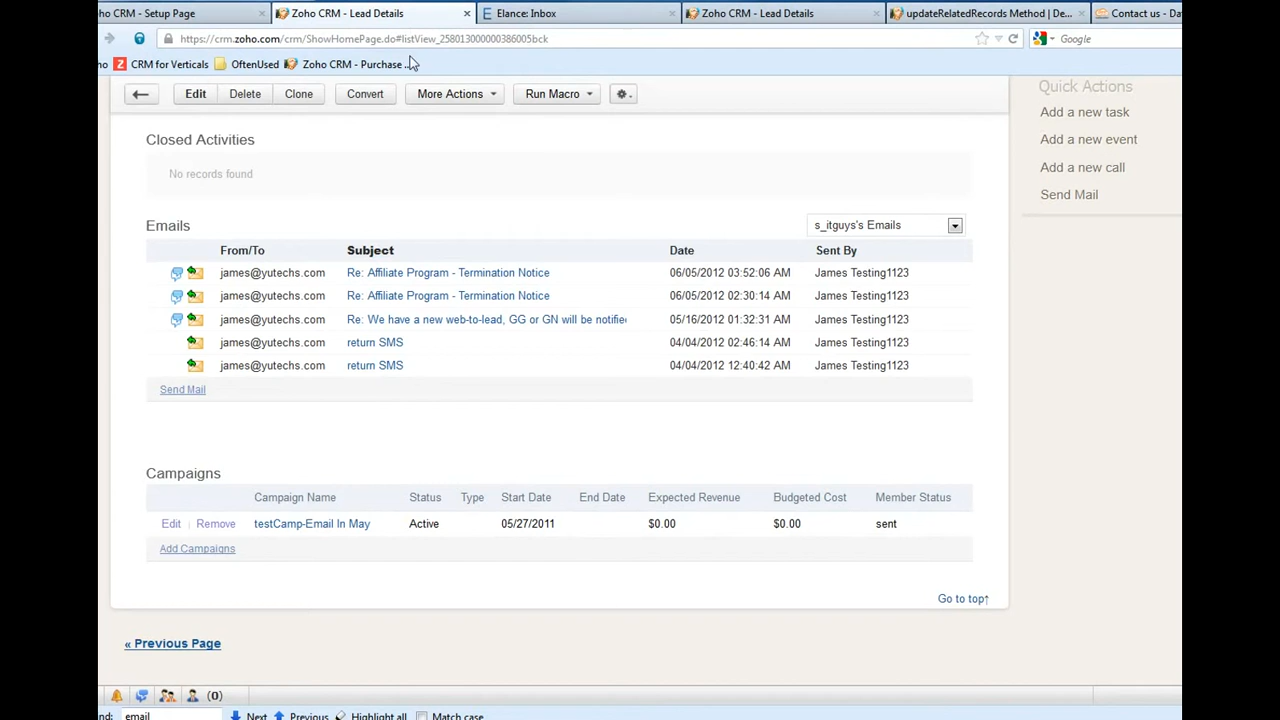 oho CRM - Setup Page
Zoho CRM - Lead Details
Elance: Inbox
Zoho CRM - Lead Details
updateRelatedRecords Method | De...
Contact us - Da
https://crm.zoho.com/crm/ShowHomePage.do#listView_258013000000386005bck
Google
ho
CRM for Verticals
OftenUsed
Zoho CRM - Purchase ...
Edit
Delete
Clone
Convert
More Actions
Run Macro
Quick Actions
Add a new task
Add a new event
Add a new call
Send Mail
Closed Activities
No records found
Emails
s_itguys's Emails
From/To Subject Date Sent By
james@yutechs.com Re: Affiliate Program - Termination Notice 06/05/2012 03:52:06 AM James Testing1123
james@yutechs.com Re: Affiliate Program - Termination Notice 06/05/2012 02:30:14 AM James Testing1123
james@yutechs.com Re: We have a new web-to-lead, GG or GN will be notifie 05/16/2012 01:32:31 AM James Testing1123
james@yutechs.com return SMS 04/04/2012 02:46:14 AM James Testing1123
james@yutechs.com return SMS 04/04/2012 12:40:42 AM James Testing1123
Send Mail
Campaigns
Campaign Name Status Type Start Date End Date Expected Revenue Budgeted Cost Member Status
Edit | Remove testCamp-Email In May Active 05/27/2011 $0.00 $0.00 sent
Add Campaigns
Go to top↑
« Previous Page
(0)
nd: email Next Previous Highlight all Match case